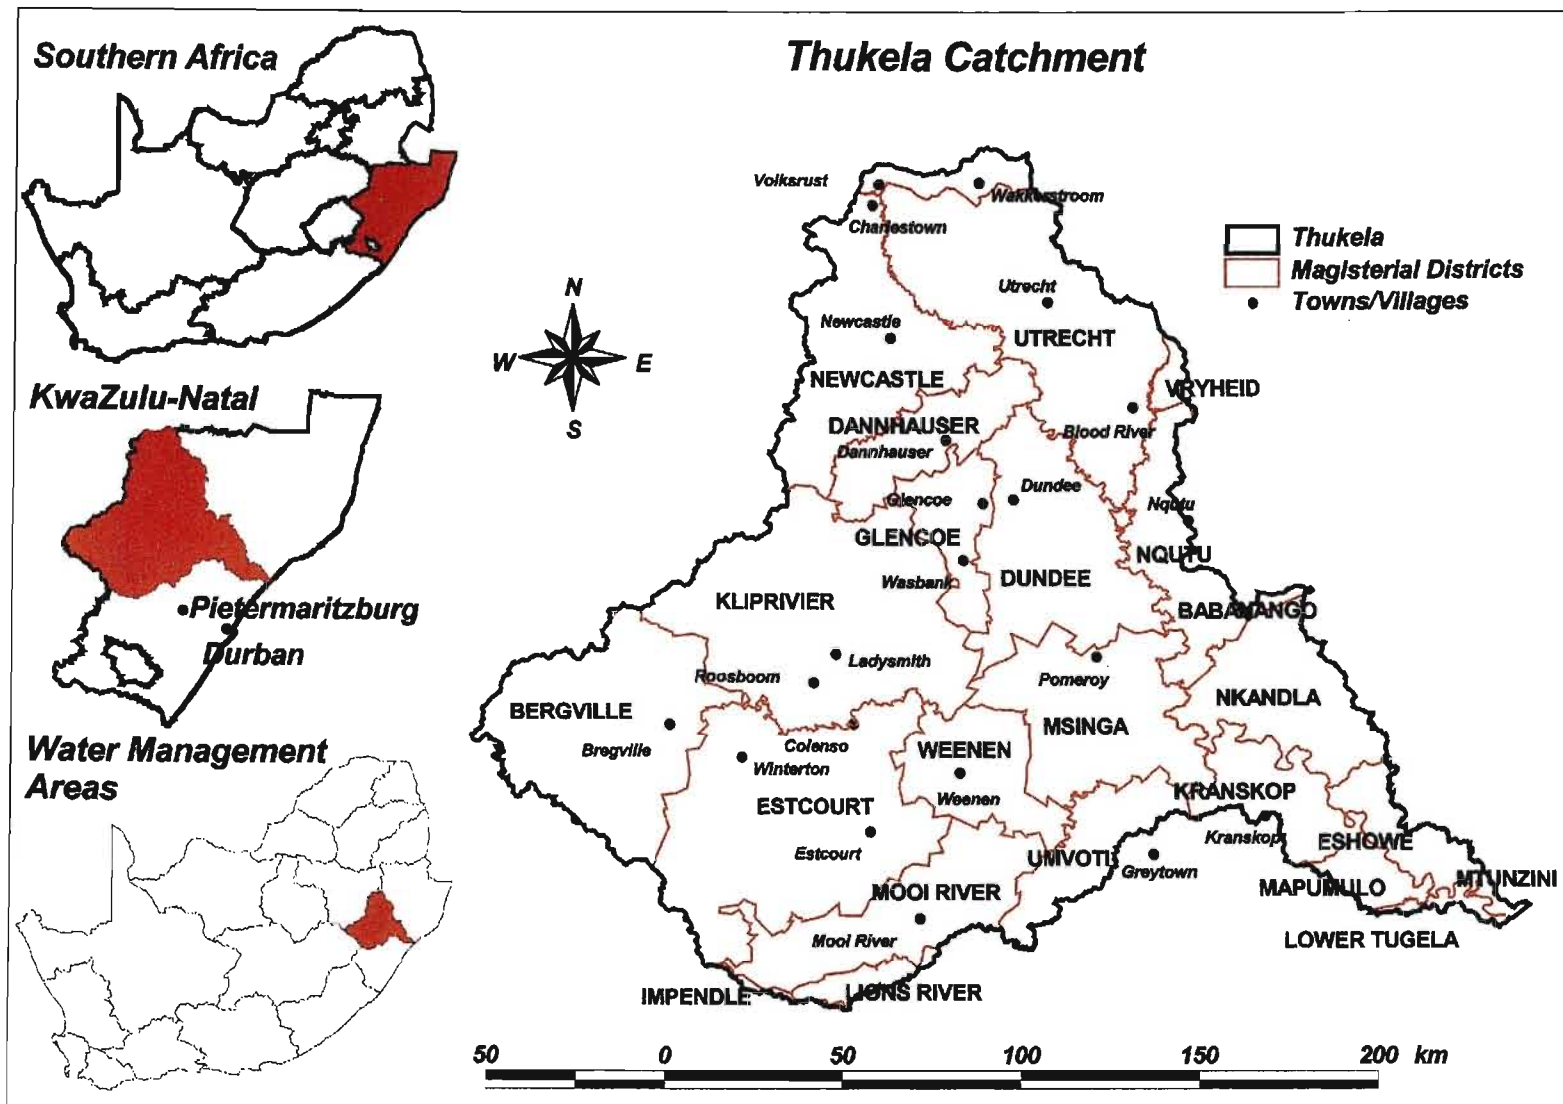 Southern Africa
Thukela Catchment
KwaZulu-Natal
Pietermaritzburg
Durban
Water Management
Areas
N
W
E
S
Thukela
Magisterial Districts
Towns/Villages
Volksrust
Wakkerstroom
Charlestown
Utrecht
Newcastle
UTRECHT
NEWCASTLE
VRYHEID
DANNHAUSER
Blood River
Dannhauser
Glencoe
Dundee
Nqutu
GLENCOE
NQUTU
Wasbank
DUNDEE
KLIPRIVIER
BABANANGO
Ladysmith
Roosboom
Pomeroy
NKANDLA
BERGVILLE
MSINGA
Bregville
Colenso
WEENEN
Winterton
Weenen
KRANSKOP
ESTCOURT
Kranskop
ESHOWE
Estcourt
UMVOTI
Greytown
MTUNZINI
MOOI RIVER
MAPUMULO
Mooi River
LOWER TUGELA
IMPENDLE
LIONS RIVER
50 0 50 100 150 200 km